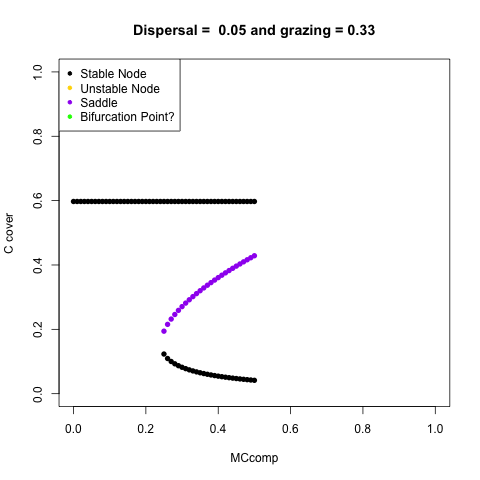 Dispersal =  0.05 and grazing = 0.33
Stable Node
Unstable Node
Saddle
Bifurcation Point?
C cover
1.0
0.8
0.6
0.4
0.2
0.0
0.0 0.2 0.4 0.6 0.8 1.0
MCcomp